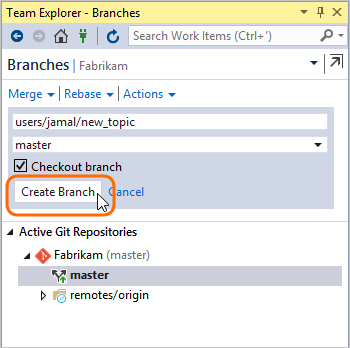 Team Explorer - Branches
Search Work Items (Ctrl+')
Branches | Fabrikam
Merge | Rebase | Actions
users/jamal/new_topic
master
Checkout branch
Create Branch Cancel
Active Git Repositories
Fabrikam (master)
master
remotes/origin